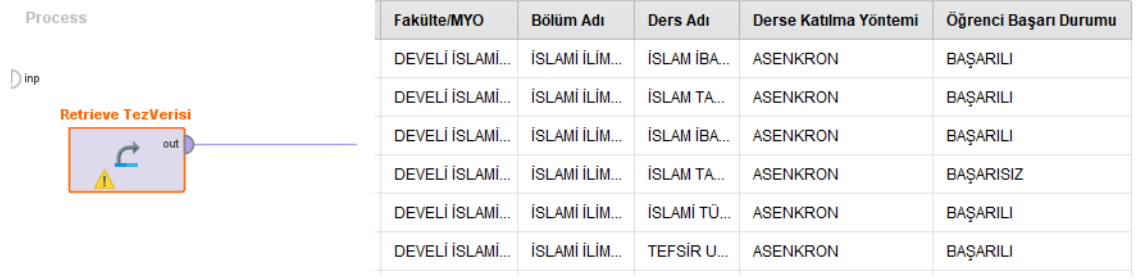 Process
inp
Retrieve TezVerisi
out
Fakülte/MYO Bölüm Adı Ders Adı Derse Katılma Yöntemi Öğrenci Başarı Durumu
DEVELİ İSLAMİ... İSLAMİ İLİM... İSLAM İBA... ASENKRON BAŞARILI
DEVELİ İSLAMİ... İSLAMİ İLİM... İSLAM TA... ASENKRON BAŞARILI
DEVELİ İSLAMİ... İSLAMİ İLİM... İSLAM İBA... ASENKRON BAŞARILI
DEVELİ İSLAMİ... İSLAMİ İLİM... İSLAM TA... ASENKRON BAŞARISIZ
DEVELİ İSLAMİ... İSLAMİ İLİM... İSLAMİ TÜ... ASENKRON BAŞARILI
DEVELİ İSLAMİ... İSLAMİ İLİM... TEFSİR U... ASENKRON BAŞARILI